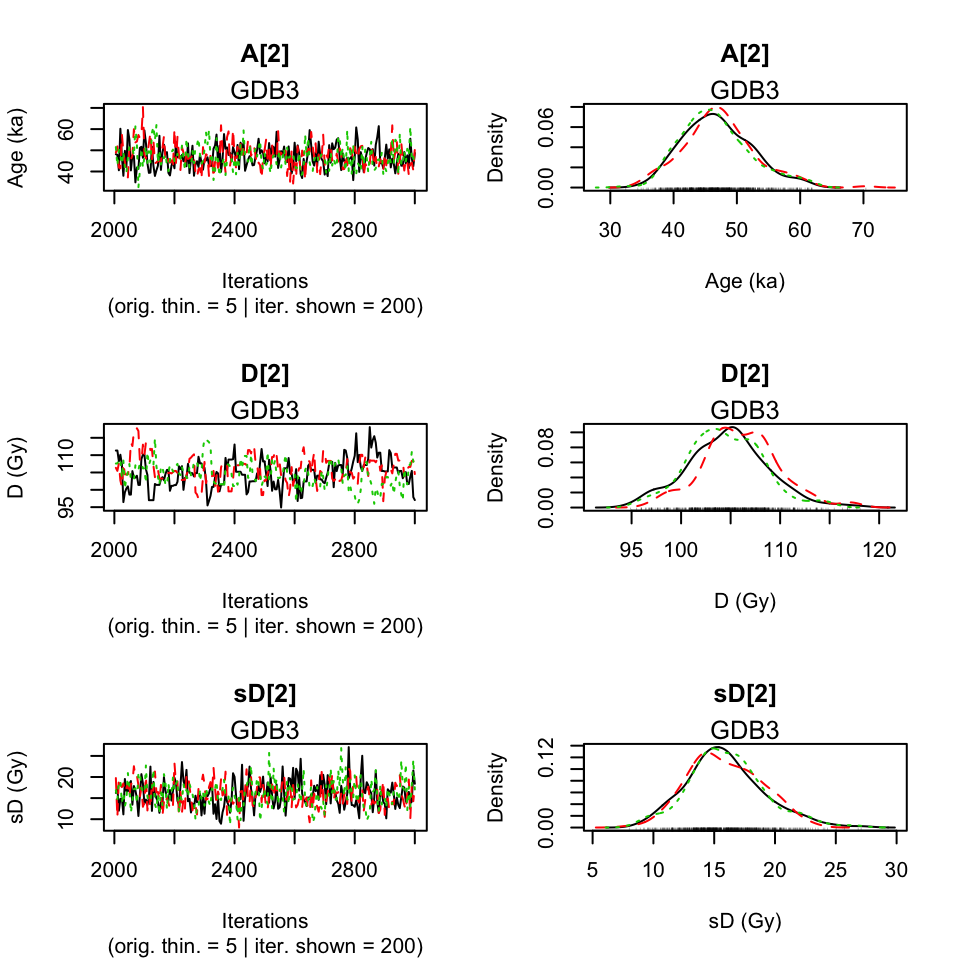 A[2]
GDB3
Age (ka)
40 60
2000 2400 2800
Iterations
(orig. thin. = 5 | iter. shown = 200)
A[2]
GDB3
Density
0.00 0.06
30 40 50 60 70
Age (ka)
D[2]
GDB3
D (Gy)
95 110
2000 2400 2800
Iterations
(orig. thin. = 5 | iter. shown = 200)
D[2]
GDB3
Density
0.00 0.08
95 100 110 120
D (Gy)
sD[2]
GDB3
sD (Gy)
10 20
2000 2400 2800
Iterations
(orig. thin. = 5 | iter. shown = 200)
sD[2]
GDB3
Density
0.00 0.12
5 10 15 20 25 30
sD (Gy)